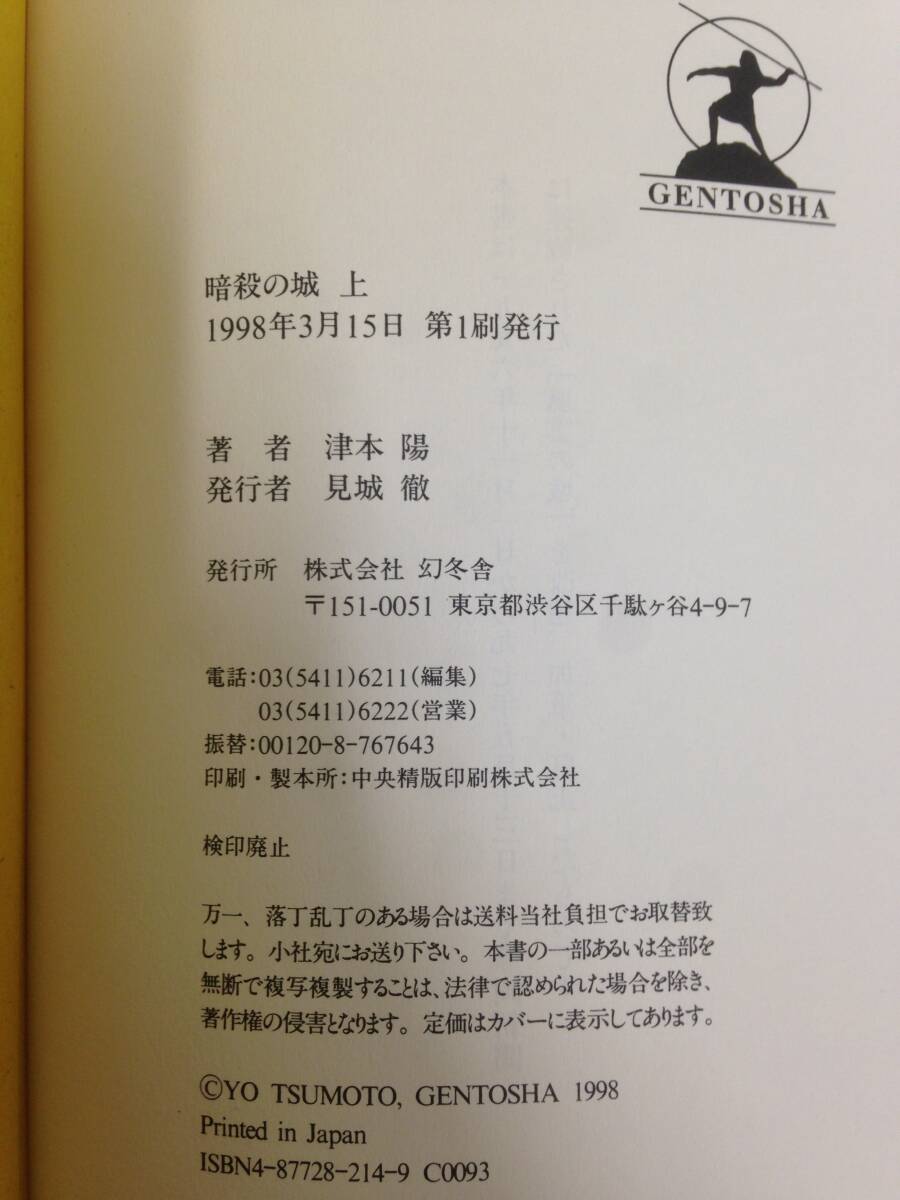 GENTOSHA
暗殺の城 上
1998年3月15日 第1刷発行
著 者 津本 陽
発行者 見城 徹
発行所 株式会社 幻冬舎
〒151-0051 東京都渋谷区千駄ヶ谷4-9-7
電話:03(5411)6211(編集)
03(5411)6222(営業)
振替:00120-8-767643
印刷・製本所:中央精版印刷株式会社
検印廃止
万一、落丁乱丁のある場合は送料当社負担でお取替致
します。小社宛にお送り下さい。本書の一部あるいは全部を
無断で複写複製することは、法律で認められた場合を除き、
著作権の侵害となります。定価はカバーに表示してあります。
©YO TSUMOTO, GENTOSHA 1998
Printed in Japan
ISBN4-87728-214-9 C0093